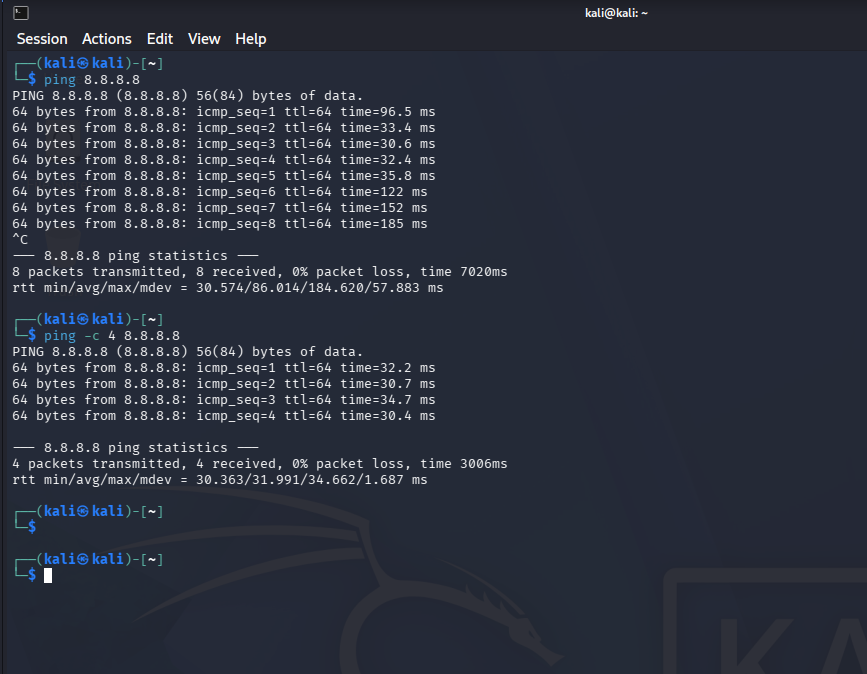 kali@kali: ~
Session Actions Edit View Help
┌──(kali㉿kali)-[~]
└─$ ping 8.8.8.8
PING 8.8.8.8 (8.8.8.8) 56(84) bytes of data.
64 bytes from 8.8.8.8: icmp_seq=1 ttl=64 time=96.5 ms
64 bytes from 8.8.8.8: icmp_seq=2 ttl=64 time=33.4 ms
64 bytes from 8.8.8.8: icmp_seq=3 ttl=64 time=30.6 ms
64 bytes from 8.8.8.8: icmp_seq=4 ttl=64 time=32.4 ms
64 bytes from 8.8.8.8: icmp_seq=5 ttl=64 time=35.8 ms
64 bytes from 8.8.8.8: icmp_seq=6 ttl=64 time=122 ms
64 bytes from 8.8.8.8: icmp_seq=7 ttl=64 time=152 ms
64 bytes from 8.8.8.8: icmp_seq=8 ttl=64 time=185 ms
^C
--- 8.8.8.8 ping statistics ---
8 packets transmitted, 8 received, 0% packet loss, time 7020ms
rtt min/avg/max/mdev = 30.574/86.014/184.620/57.883 ms
┌──(kali㉿kali)-[~]
└─$ ping -c 4 8.8.8.8
PING 8.8.8.8 (8.8.8.8) 56(84) bytes of data.
64 bytes from 8.8.8.8: icmp_seq=1 ttl=64 time=32.2 ms
64 bytes from 8.8.8.8: icmp_seq=2 ttl=64 time=30.7 ms
64 bytes from 8.8.8.8: icmp_seq=3 ttl=64 time=34.7 ms
64 bytes from 8.8.8.8: icmp_seq=4 ttl=64 time=30.4 ms
--- 8.8.8.8 ping statistics ---
4 packets transmitted, 4 received, 0% packet loss, time 3006ms
rtt min/avg/max/mdev = 30.363/31.991/34.662/1.687 ms
┌──(kali㉿kali)-[~]
└─$
┌──(kali㉿kali)-[~]
└─$
KA